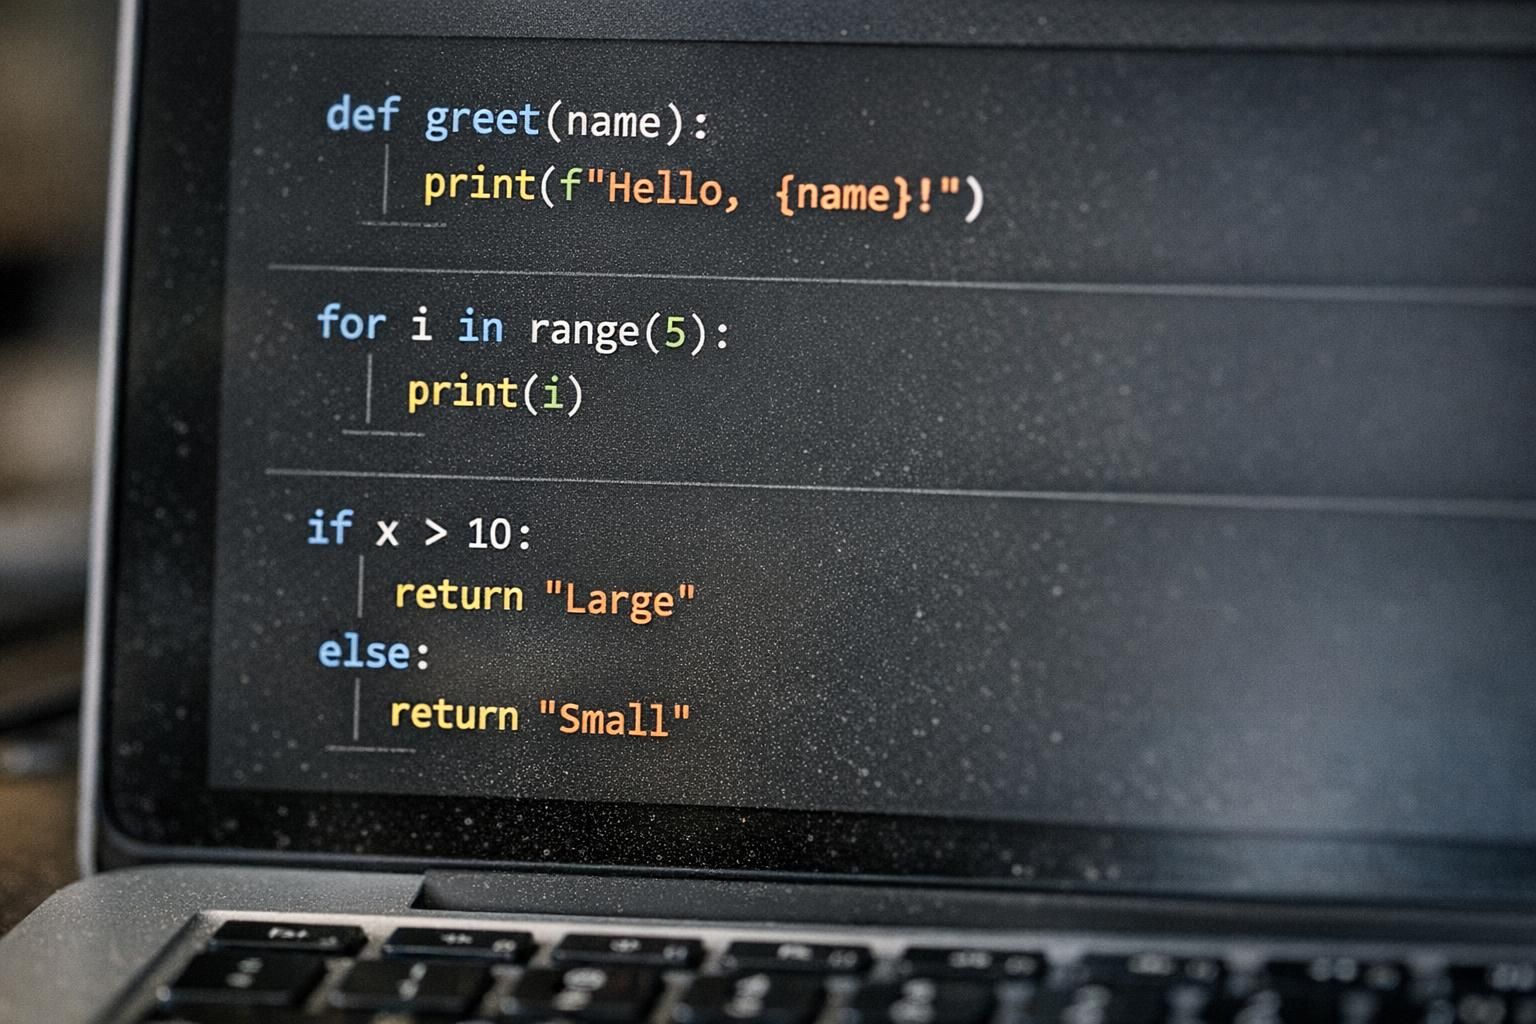 def greet(name):
    print(f"Hello, {name}!")
for i in range(5):
    print(i)
if x > 10:
    return "Large"
else:
    return "Small"